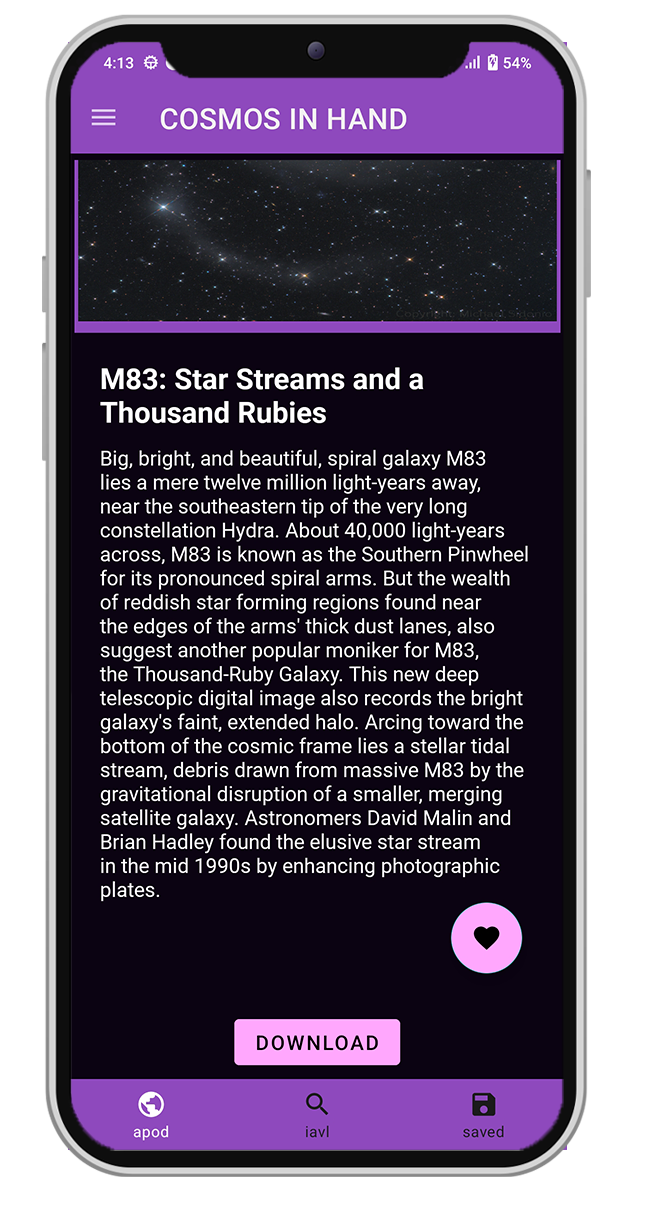 4:13 54%
COSMOS IN HAND
M83: Star Streams and a
Thousand Rubies
Big, bright, and beautiful, spiral galaxy M83
lies a mere twelve million light-years away,
near the southeastern tip of the very long
constellation Hydra. About 40,000 light-years
across, M83 is known as the Southern Pinwheel
for its pronounced spiral arms. But the wealth
of reddish star forming regions found near
the edges of the arms' thick dust lanes, also
suggest another popular moniker for M83,
the Thousand-Ruby Galaxy. This new deep
telescopic digital image also records the bright
galaxy's faint, extended halo. Arcing toward the
bottom of the cosmic frame lies a stellar tidal
stream, debris drawn from massive M83 by the
gravitational disruption of a smaller, merging
satellite galaxy. Astronomers David Malin and
Brian Hadley found the elusive star stream
in the mid 1990s by enhancing photographic
plates.
DOWNLOAD
apod iavl saved